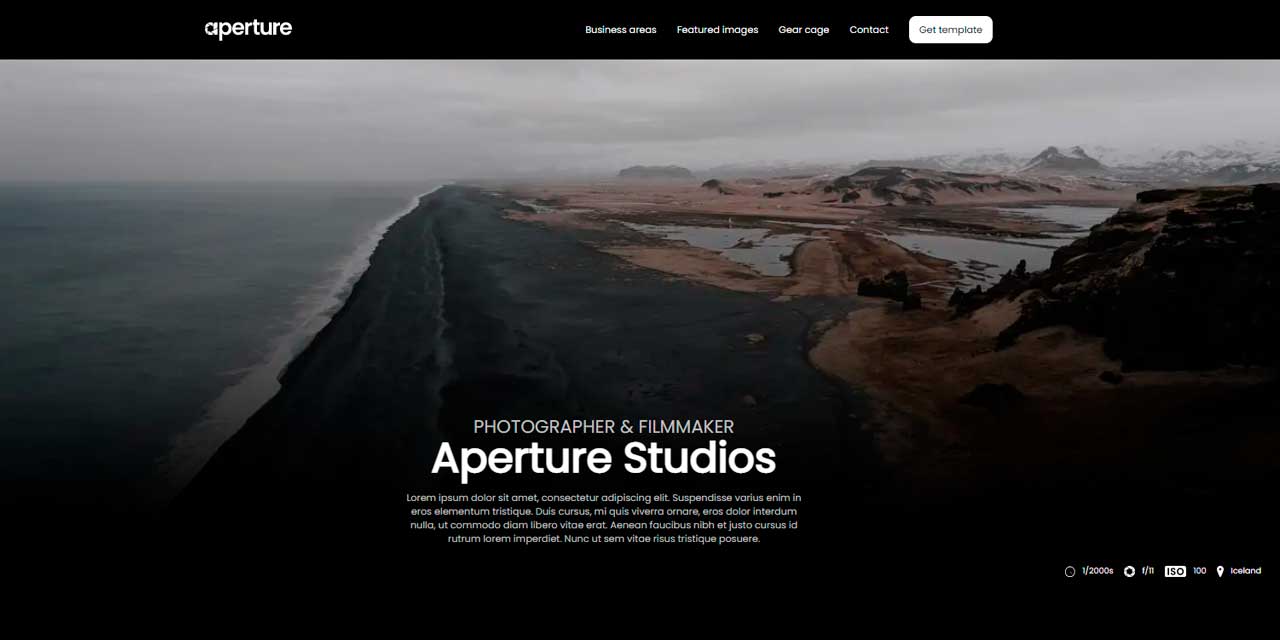 aperture
Business areas Featured images Gear cage Contact Get template
PHOTOGRAPHER & FILMMAKER
Aperture Studios
Lorem ipsum dolor sit amet, consectetur adipiscing elit. Suspendisse varius enim in
eros elementum tristique. Duis cursus, mi quis viverra ornare, eros dolor interdum
nulla, ut commodo diam libero vitae erat. Aenean faucibus nibh et justo cursus id
rutrum lorem imperdiet. Nunc ut sem vitae risus tristique posuere.
1/2000s f/11 ISO 100 Iceland